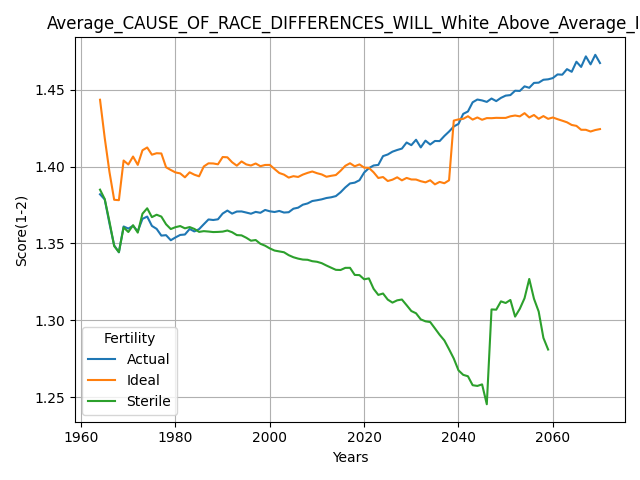 Average_CAUSE_OF_RACE_DIFFERENCES_WILL_White_Above_Average_
Score(1-2)
1.45
1.40
1.35
1.30
1.25
Fertility
Actual
Ideal
Sterile
1960 1980 2000 2020 2040 2060
Years